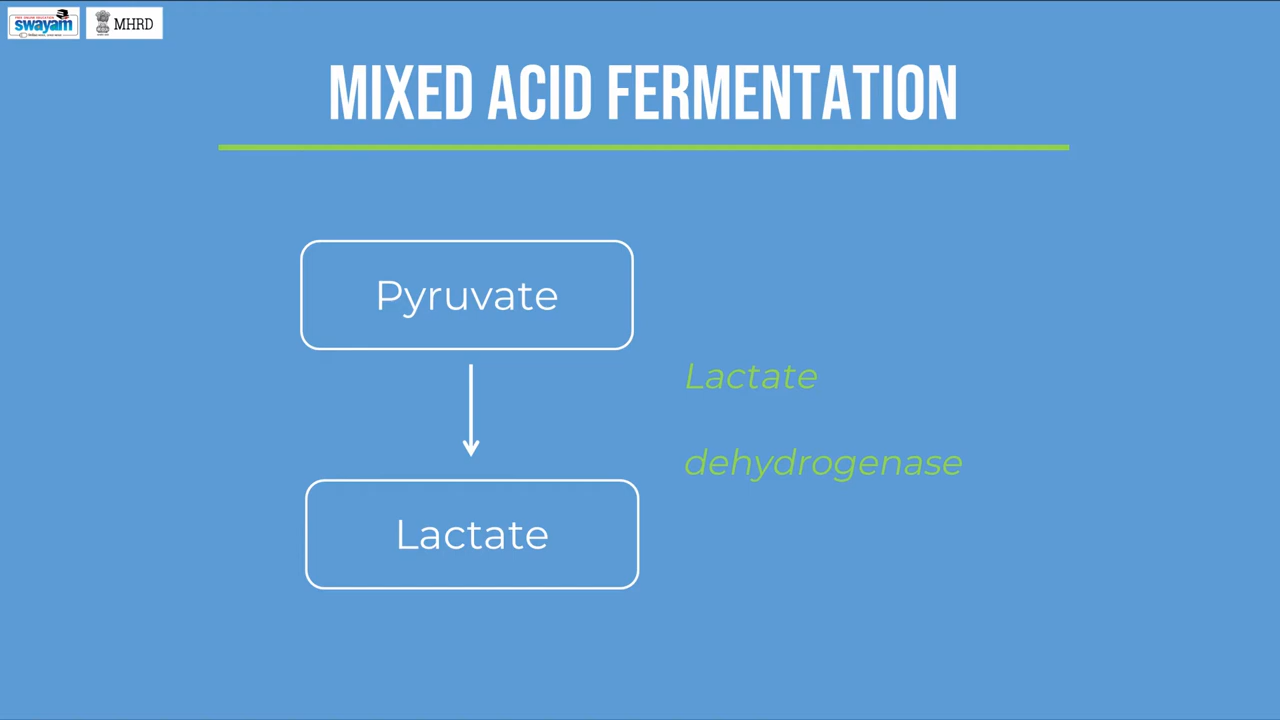 swayam
MHRD
MIXED ACID FERMENTATION
Pyruvate
Lactate
dehydrogenase
Lactate